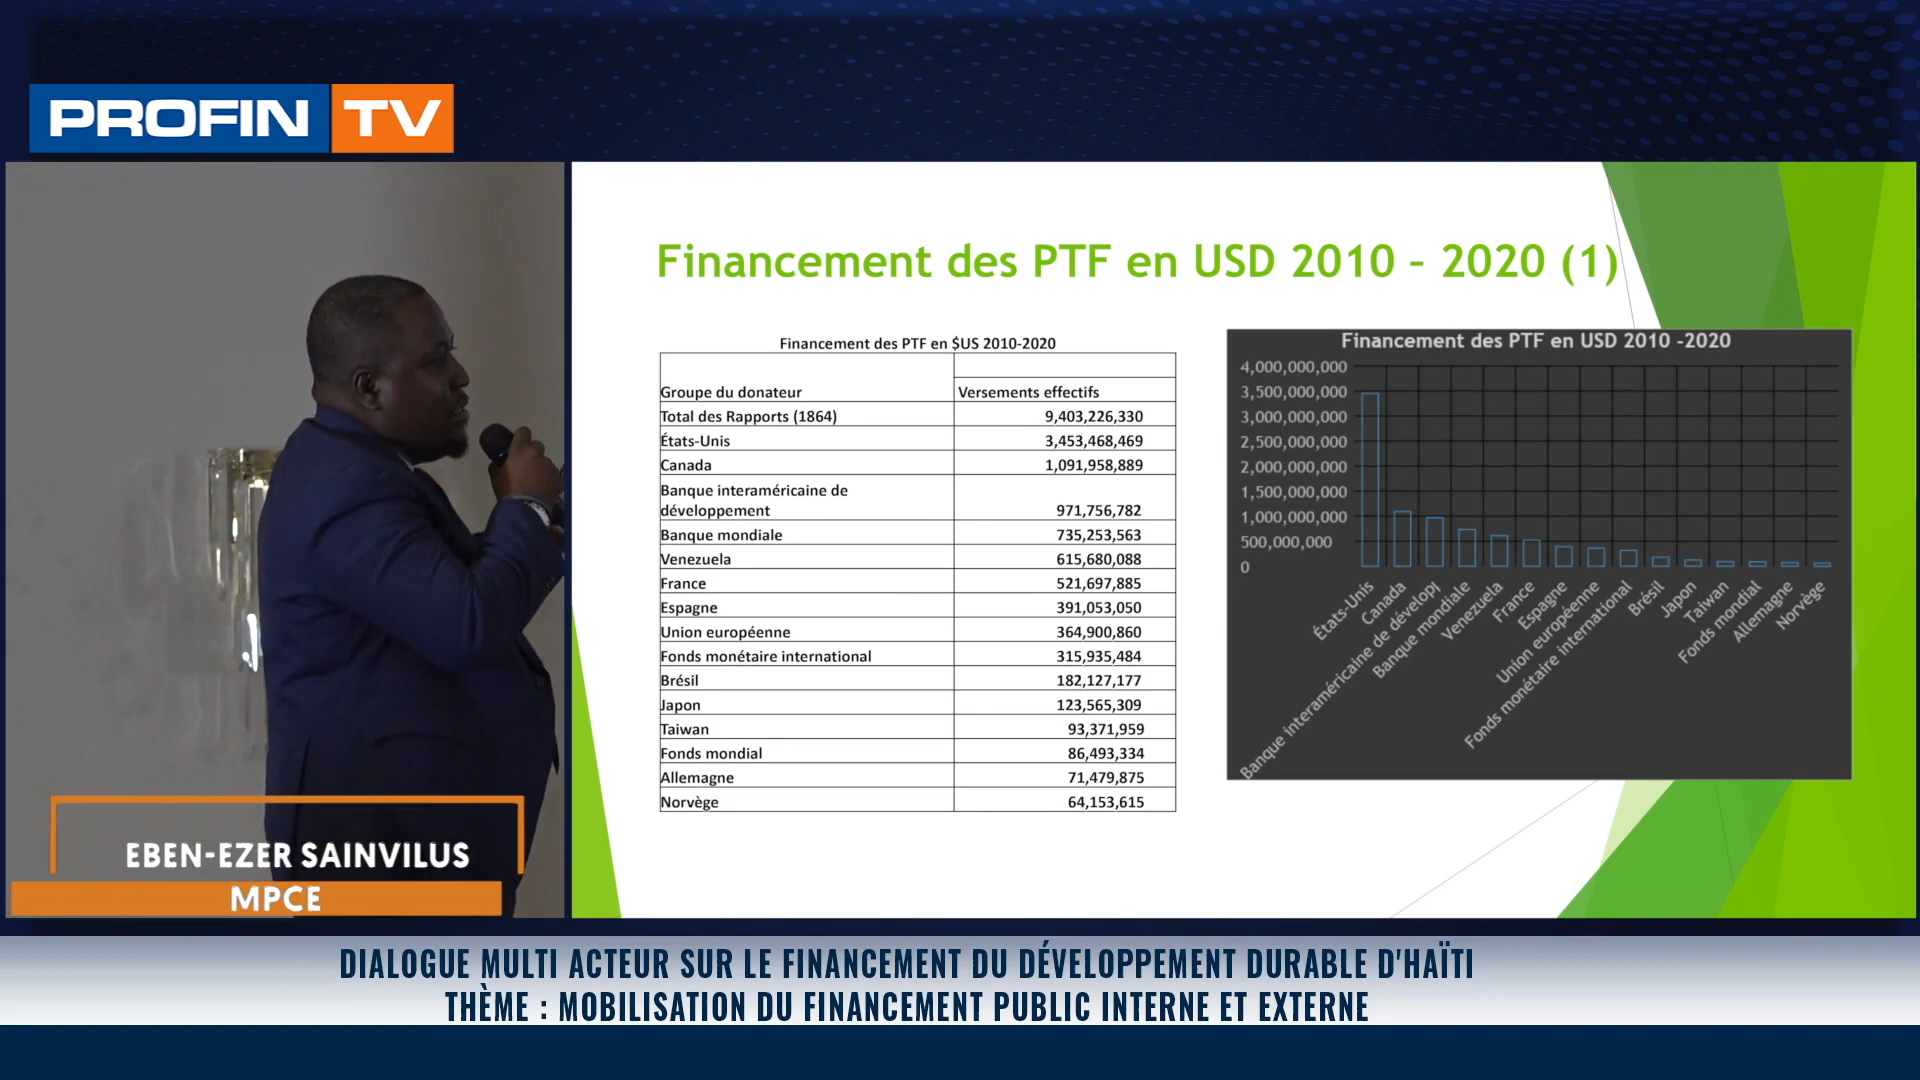 PROFIN TV
Financement des PTF en USD 2010 – 2020 (1)
Financement des PTF en $US 2010-2020
Groupe du donateur Versements effectifs
Total des Rapports (1864) 9,403,226,330
États-Unis 3,453,468,469
Canada 1,091,958,889
Banque interaméricaine de
développement 971,756,782
Banque mondiale 735,253,563
Venezuela 615,680,088
France 521,697,885
Espagne 391,053,050
Union européenne 364,900,860
Fonds monétaire international 315,935,484
Brésil 182,127,177
Japon 123,565,309
Taiwan 93,371,959
Fonds mondial 86,493,334
Allemagne 71,479,875
Norvège 64,153,615
Financement des PTF en USD 2010 -2020
4,000,000,000
3,500,000,000
3,000,000,000
2,500,000,000
2,000,000,000
1,500,000,000
1,000,000,000
500,000,000
0
États-Unis
Canada
Banque interaméricaine de dévelop
Banque mondiale
Venezuela
France
Espagne
Union européenne
Fonds monétaire international
Brésil
Japon
Taiwan
Fonds mondial
Allemagne
Norvège
EBEN-EZER SAINVILUS
MPCE
DIALOGUE MULTI ACTEUR SUR LE FINANCEMENT DU DÉVELOPPEMENT DURABLE D'HAÏTI
THÈME : MOBILISATION DU FINANCEMENT PUBLIC INTERNE ET EXTERNE